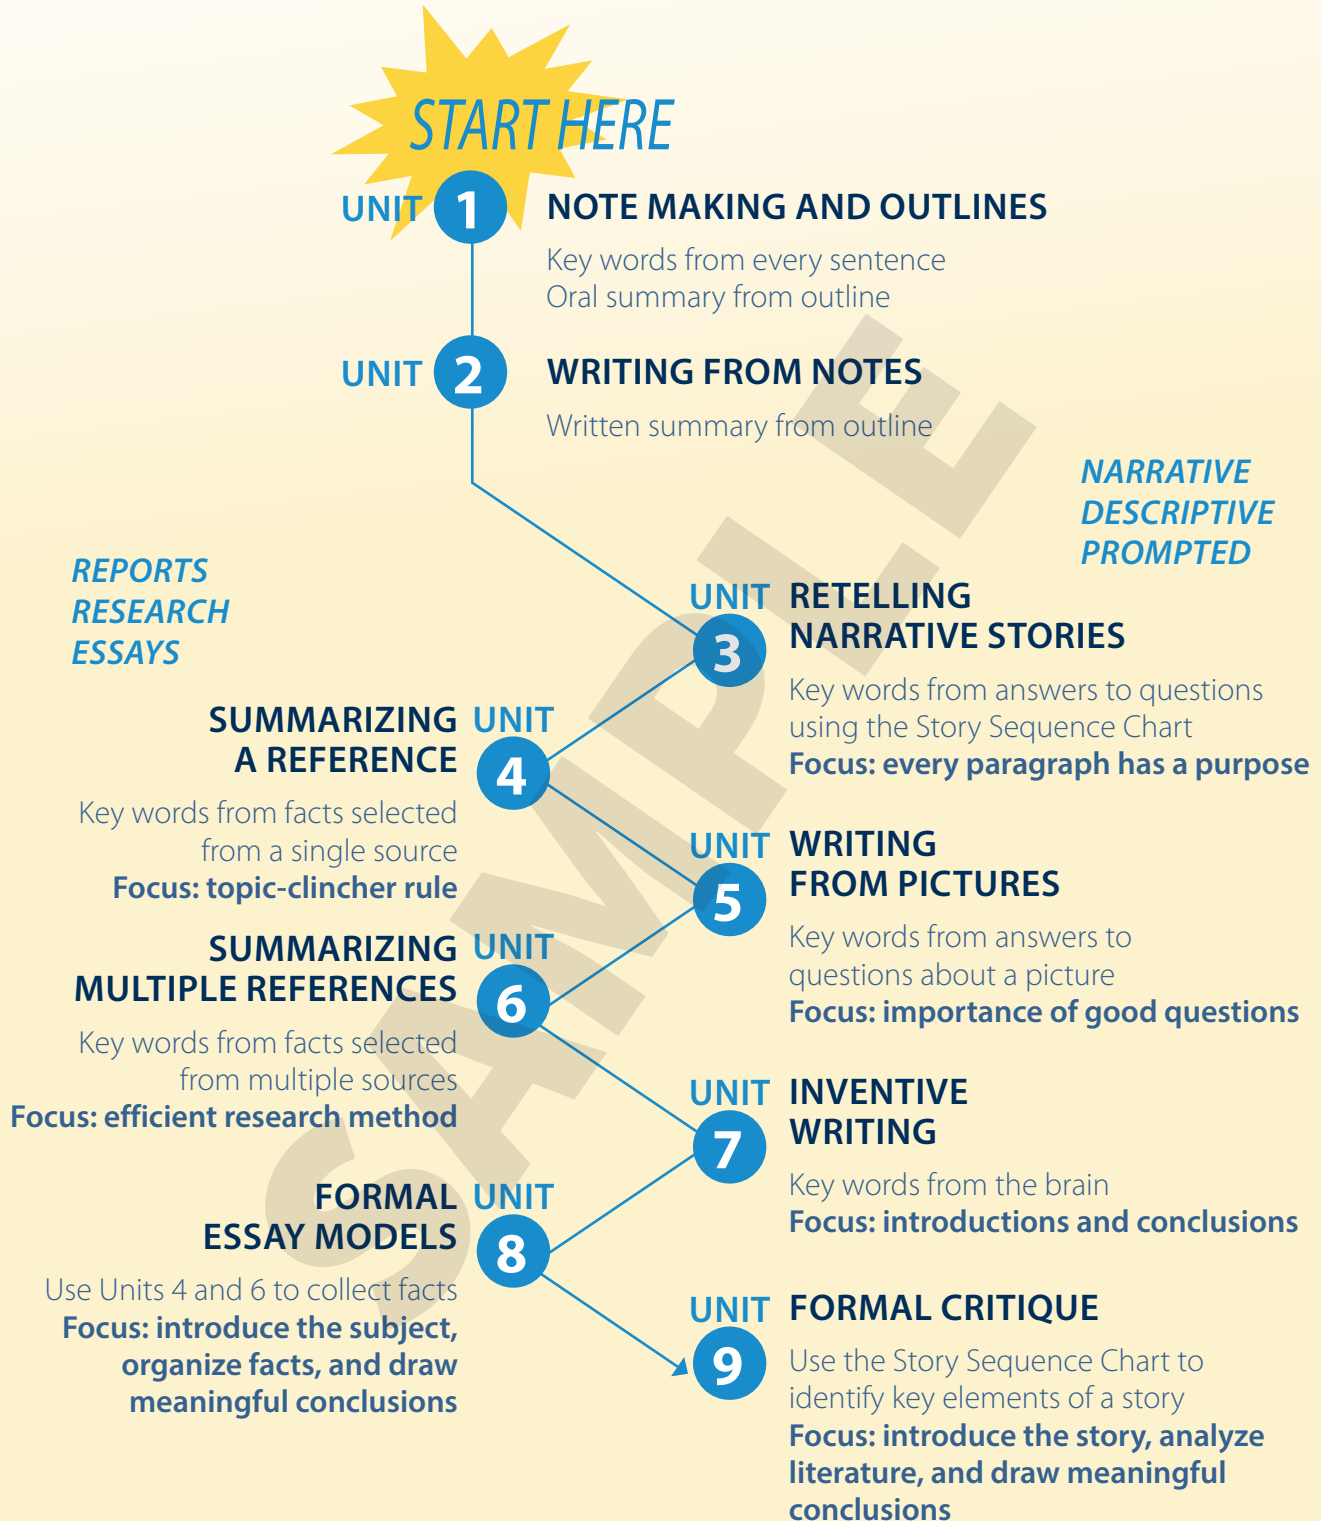 START HERE
UNIT 1
NOTE MAKING AND OUTLINES
Key words from every sentence
Oral summary from outline
UNIT 2
WRITING FROM NOTES
Written summary from outline
NARRATIVE
DESCRIPTIVE
PROMPTED
REPORTS
RESEARCH
ESSAYS
UNIT 3
RETELLING
NARRATIVE STORIES
Key words from answers to questions
using the Story Sequence Chart
Focus: every paragraph has a purpose
UNIT 4
SUMMARIZING
A REFERENCE
Key words from facts selected
from a single source
Focus: topic-clincher rule
UNIT 5
WRITING
FROM PICTURES
Key words from answers to
questions about a picture
Focus: importance of good questions
UNIT 6
SUMMARIZING
MULTIPLE REFERENCES
Key words from facts selected
from multiple sources
Focus: efficient research method
UNIT 7
INVENTIVE
WRITING
Key words from the brain
Focus: introductions and conclusions
UNIT 8
FORMAL
ESSAY MODELS
Use Units 4 and 6 to collect facts
Focus: introduce the subject,
organize facts, and draw
meaningful conclusions
UNIT 9
FORMAL CRITIQUE
Use the Story Sequence Chart to
identify key elements of a story
Focus: introduce the story, analyze
literature, and draw meaningful
conclusions
SAMPLE